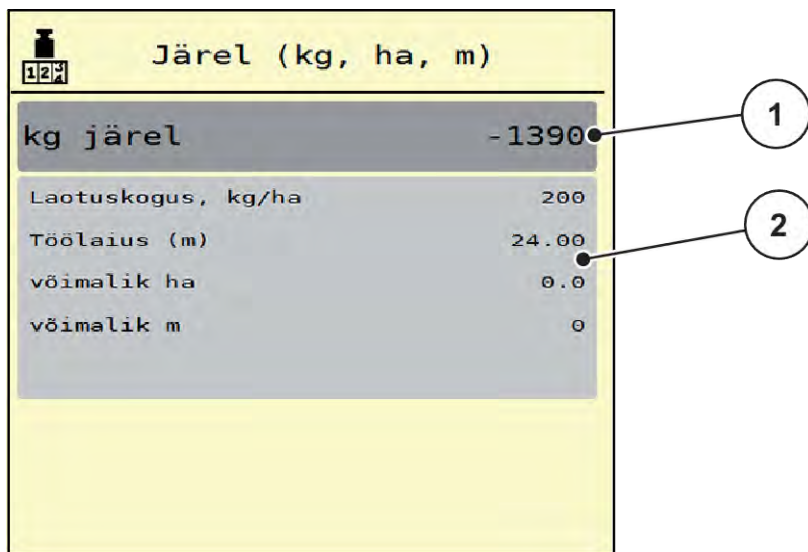 123
Järel (kg, ha, m)
kg järel -1390
1
Laotuskogus, kg/ha 200
2
Töölaius (m) 24.00
võimalik ha 0.0
võimalik m 0